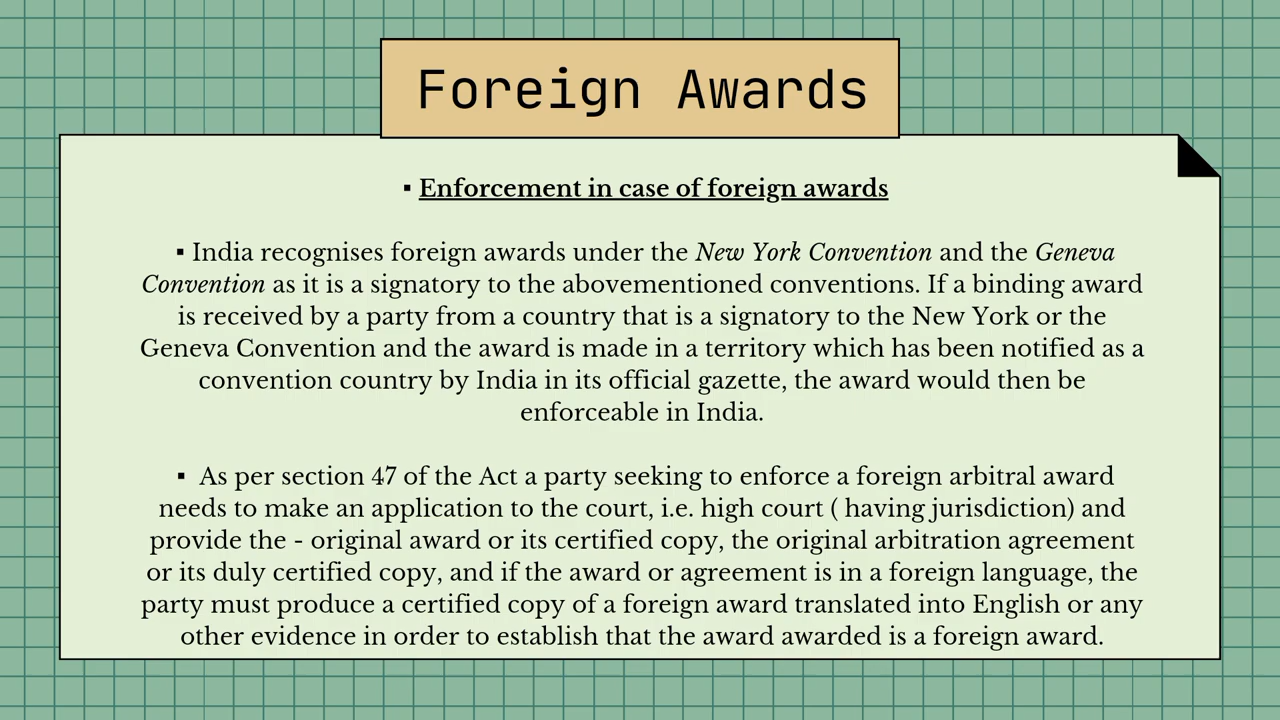 Foreign Awards
▪ Enforcement in case of foreign awards
▪ India recognises foreign awards under the New York Convention and the Geneva
Convention as it is a signatory to the abovementioned conventions. If a binding award
is received by a party from a country that is a signatory to the New York or the
Geneva Convention and the award is made in a territory which has been notified as a
convention country by India in its official gazette, the award would then be
enforceable in India.
▪ As per section 47 of the Act a party seeking to enforce a foreign arbitral award
needs to make an application to the court, i.e. high court ( having jurisdiction) and
provide the - original award or its certified copy, the original arbitration agreement
or its duly certified copy, and if the award or agreement is in a foreign language, the
party must produce a certified copy of a foreign award translated into English or any
other evidence in order to establish that the award awarded is a foreign award.